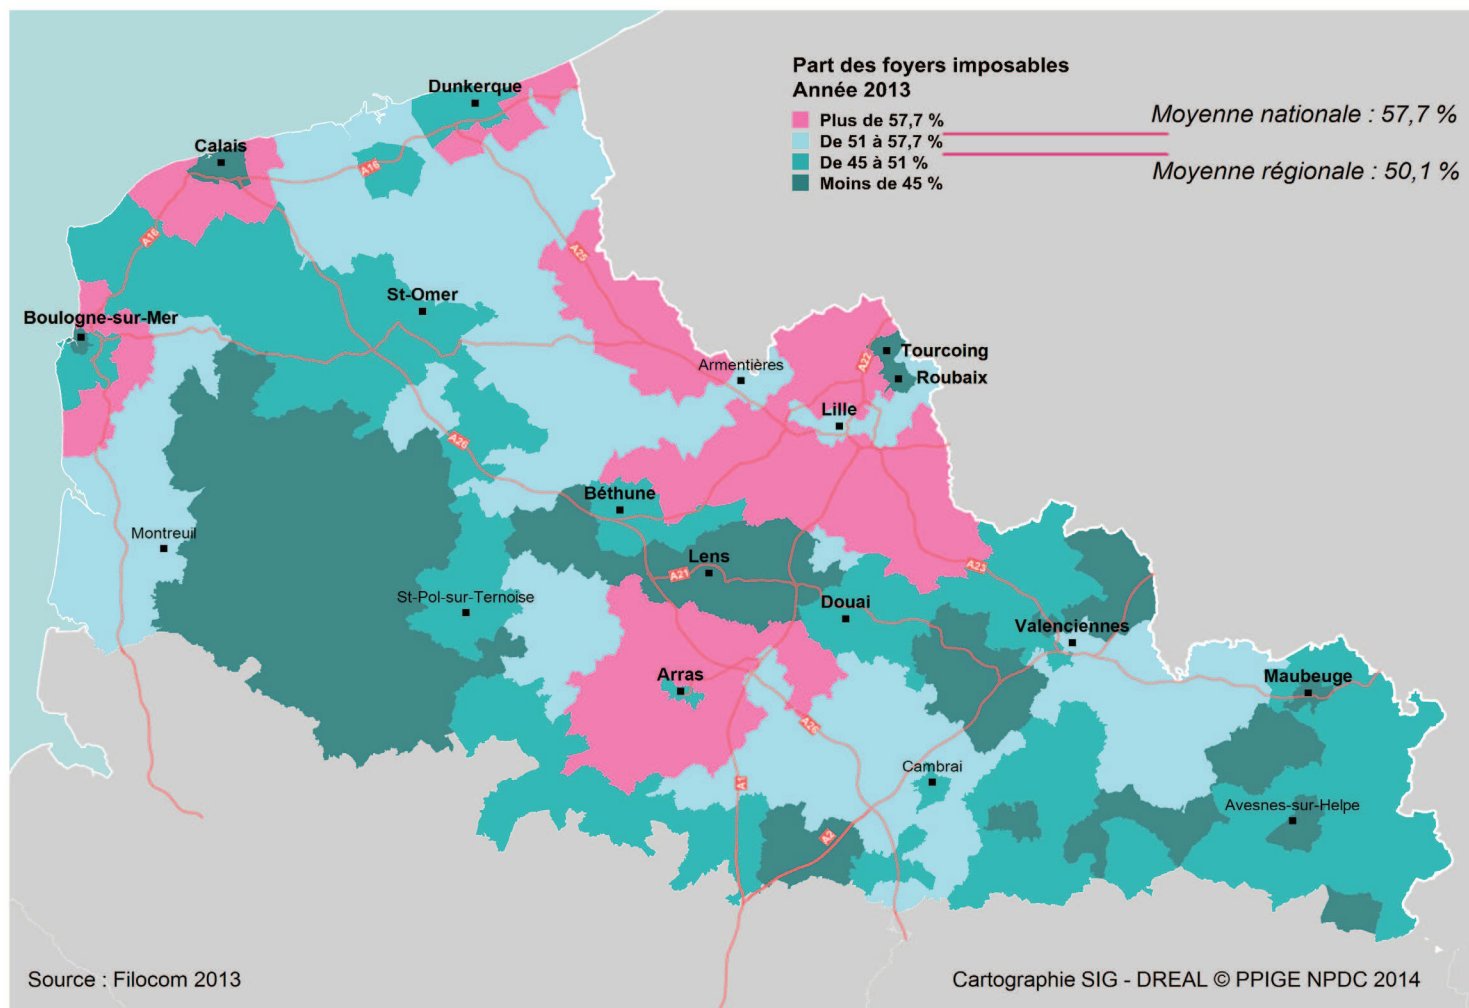 Part des foyers imposables
Année 2013
Plus de 57,7 %
De 51 à 57,7 %
De 45 à 51 %
Moins de 45 %
Moyenne nationale : 57,7 %
Moyenne régionale : 50,1 %
Dunkerque
Calais
A16
A16
A25
St-Omer
Boulogne-sur-Mer
Tourcoing
Armentières
A22
Roubaix
Lille
A26
Béthune
Montreuil
Lens
A21
A23
St-Pol-sur-Ternoise
Douai
Valenciennes
Arras
Maubeuge
A26
Cambrai
A1
Avesnes-sur-Helpe
A2
Source : Filocom 2013
Cartographie SIG - DREAL © PPIGE NPDC 2014